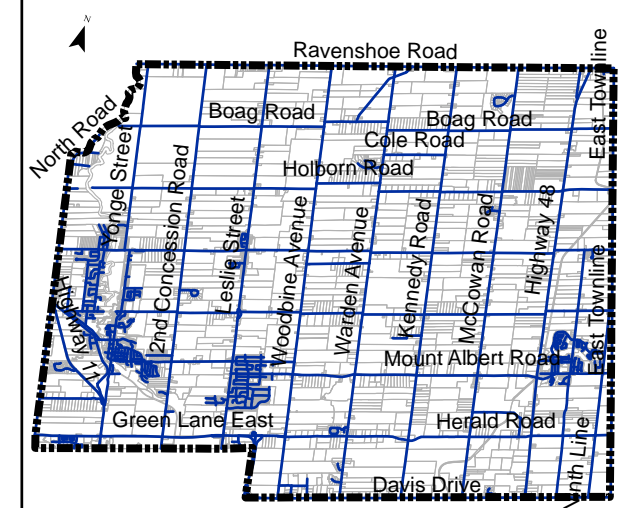 N
Ravenshoe Road
East Townline
Boag Road
Boag Road
North Road
Cole Road
Yonge Street
Holborn Road
2nd Concession Road
Leslie Street
Woodbine Avenue
Warden Avenue
Kennedy Road
McCowan Road
Highway 48
East Townline
Highway 11
Mount Albert Road
Green Lane East
Herald Road
Davis Drive
nth Line